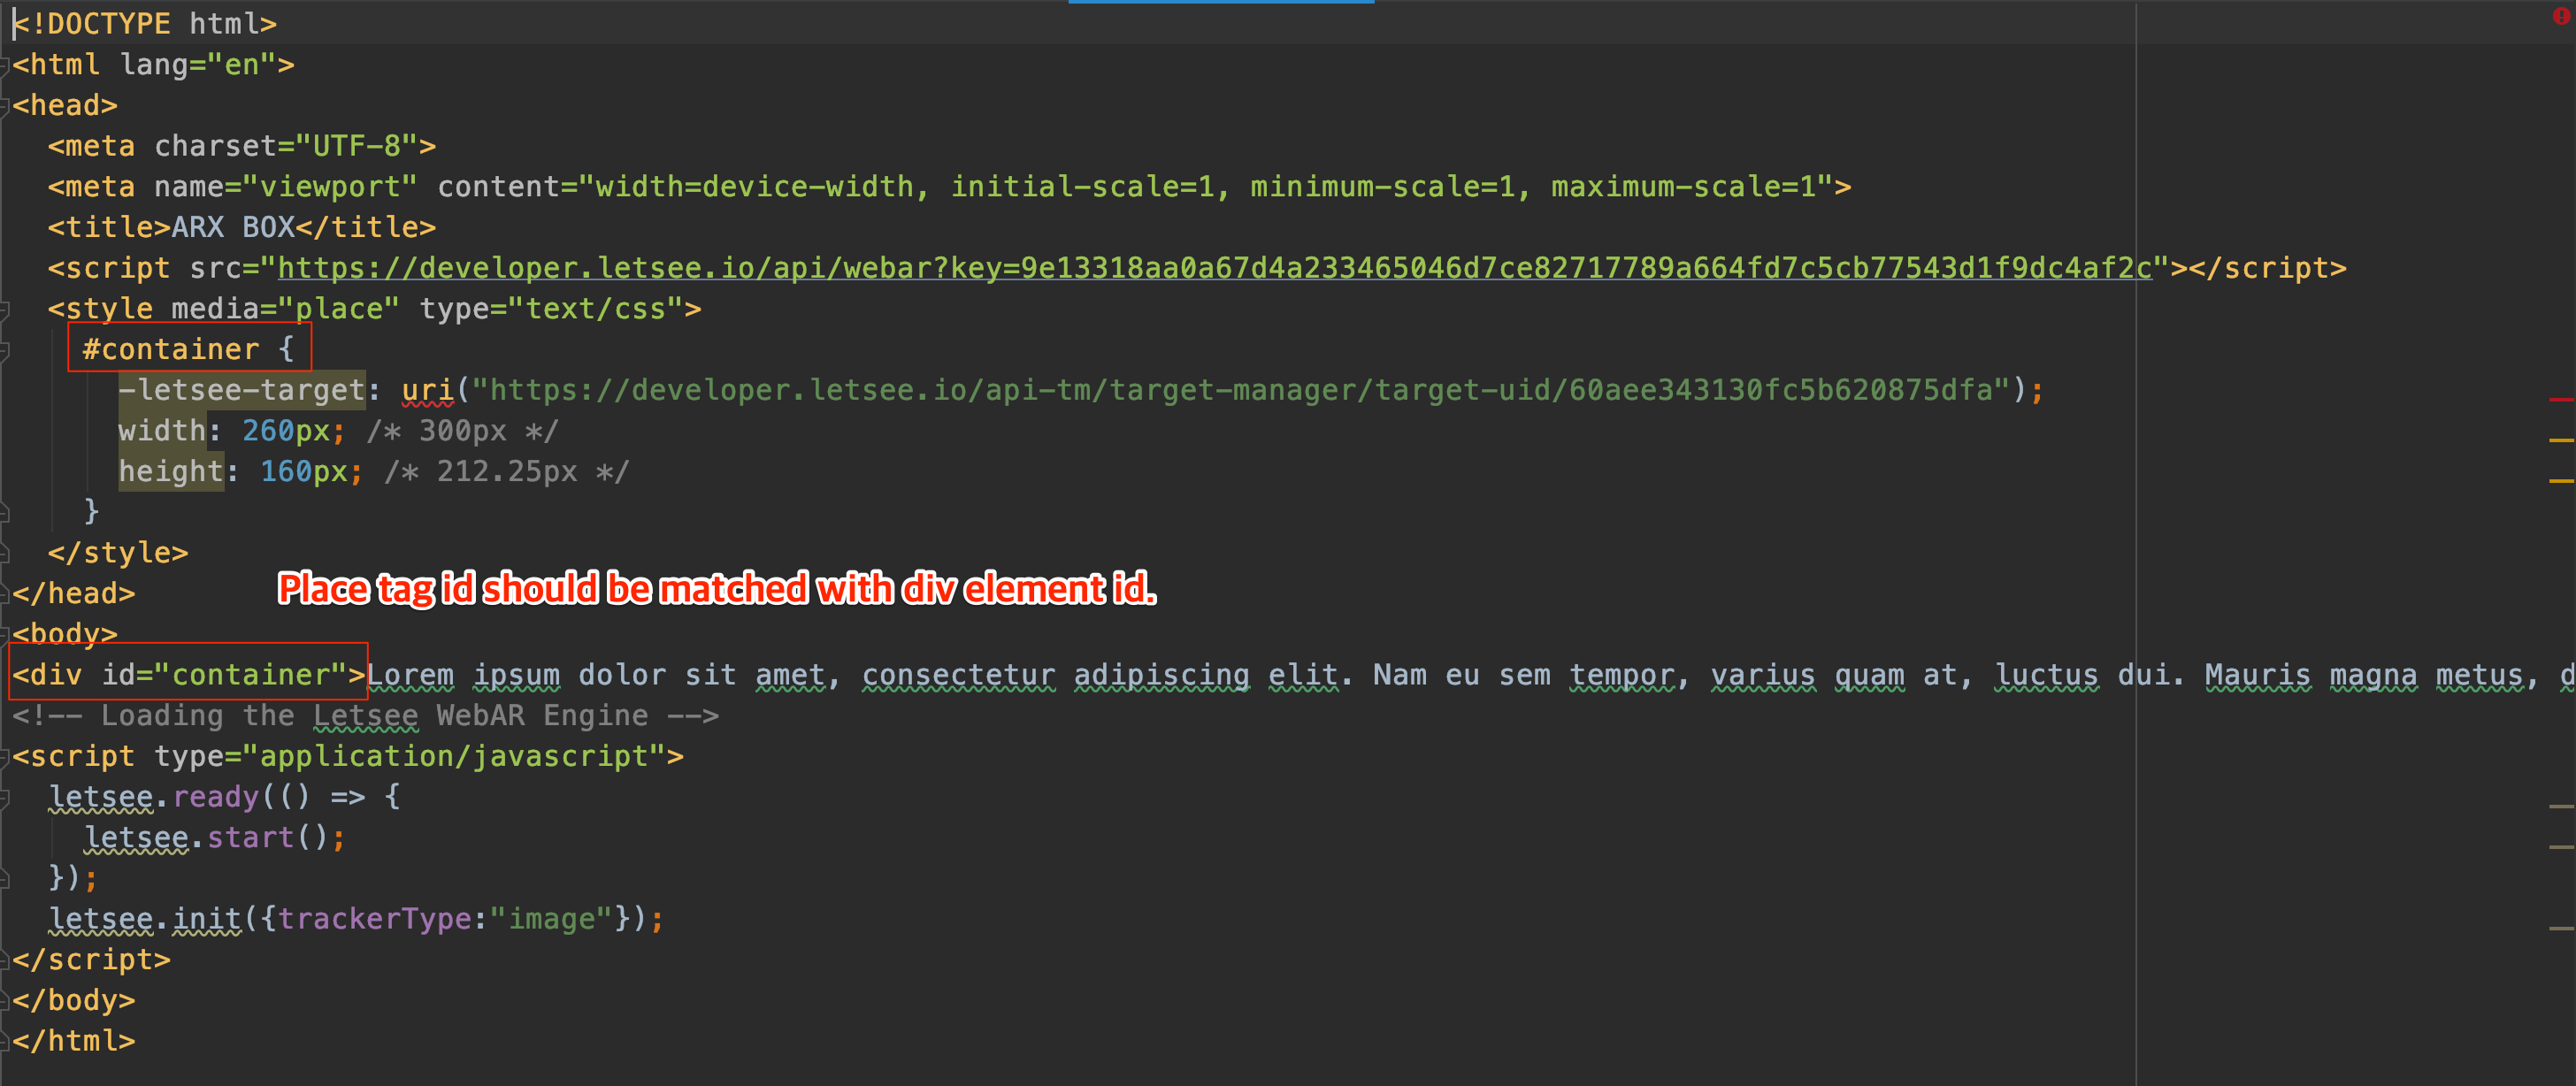 <!DOCTYPE html>
<html lang="en">
<head>
  <meta charset="UTF-8">
  <meta name="viewport" content="width=device-width, initial-scale=1, minimum-scale=1, maximum-scale=1">
  <title>ARX BOX</title>
  <script src="https://developer.letsee.io/api/webar?key=9e13318aa0a67d4a233465046d7ce82717789a664fd7c5cb77543d1f9dc4af2c"></script>
  <style media="place" type="text/css">
    #container {
      -letsee-target: uri("https://developer.letsee.io/api-tm/target-manager/target-uid/60aee343130fc5b620875dfa");
      width: 260px; /* 300px */
      height: 160px; /* 212.25px */
    }
  </style>
Place tag id should be matched with div element id.
</head>
<body>
<div id="container">Lorem ipsum dolor sit amet, consectetur adipiscing elit. Nam eu sem tempor, varius quam at, luctus dui. Mauris magna metus, d
<!-- Loading the Letsee WebAR Engine -->
<script type="application/javascript">
  letsee.ready(() => {
    letsee.start();
  });
  letsee.init({trackerType:"image"});
</script>
</body>
</html>